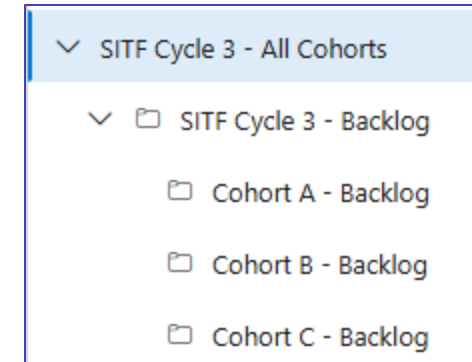 SITF Cycle 3 - All Cohorts
SITF Cycle 3 - Backlog
Cohort A - Backlog
Cohort B - Backlog
Cohort C - Backlog